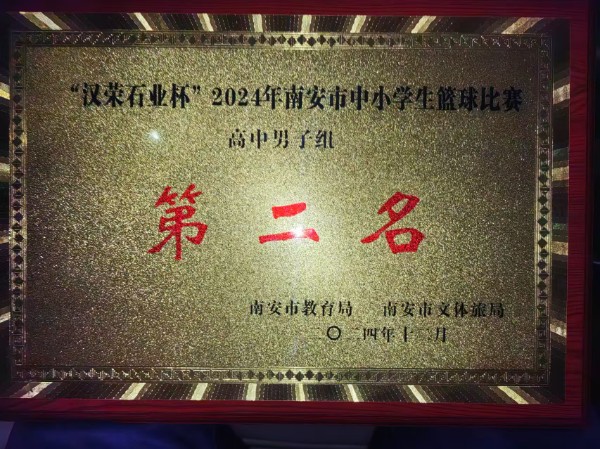 “汉荣石业杯”2024年南安市中小学生篮球比赛
高中男子组
第二名
南安市教育局 南安市文体旅局
〇二四年十二月